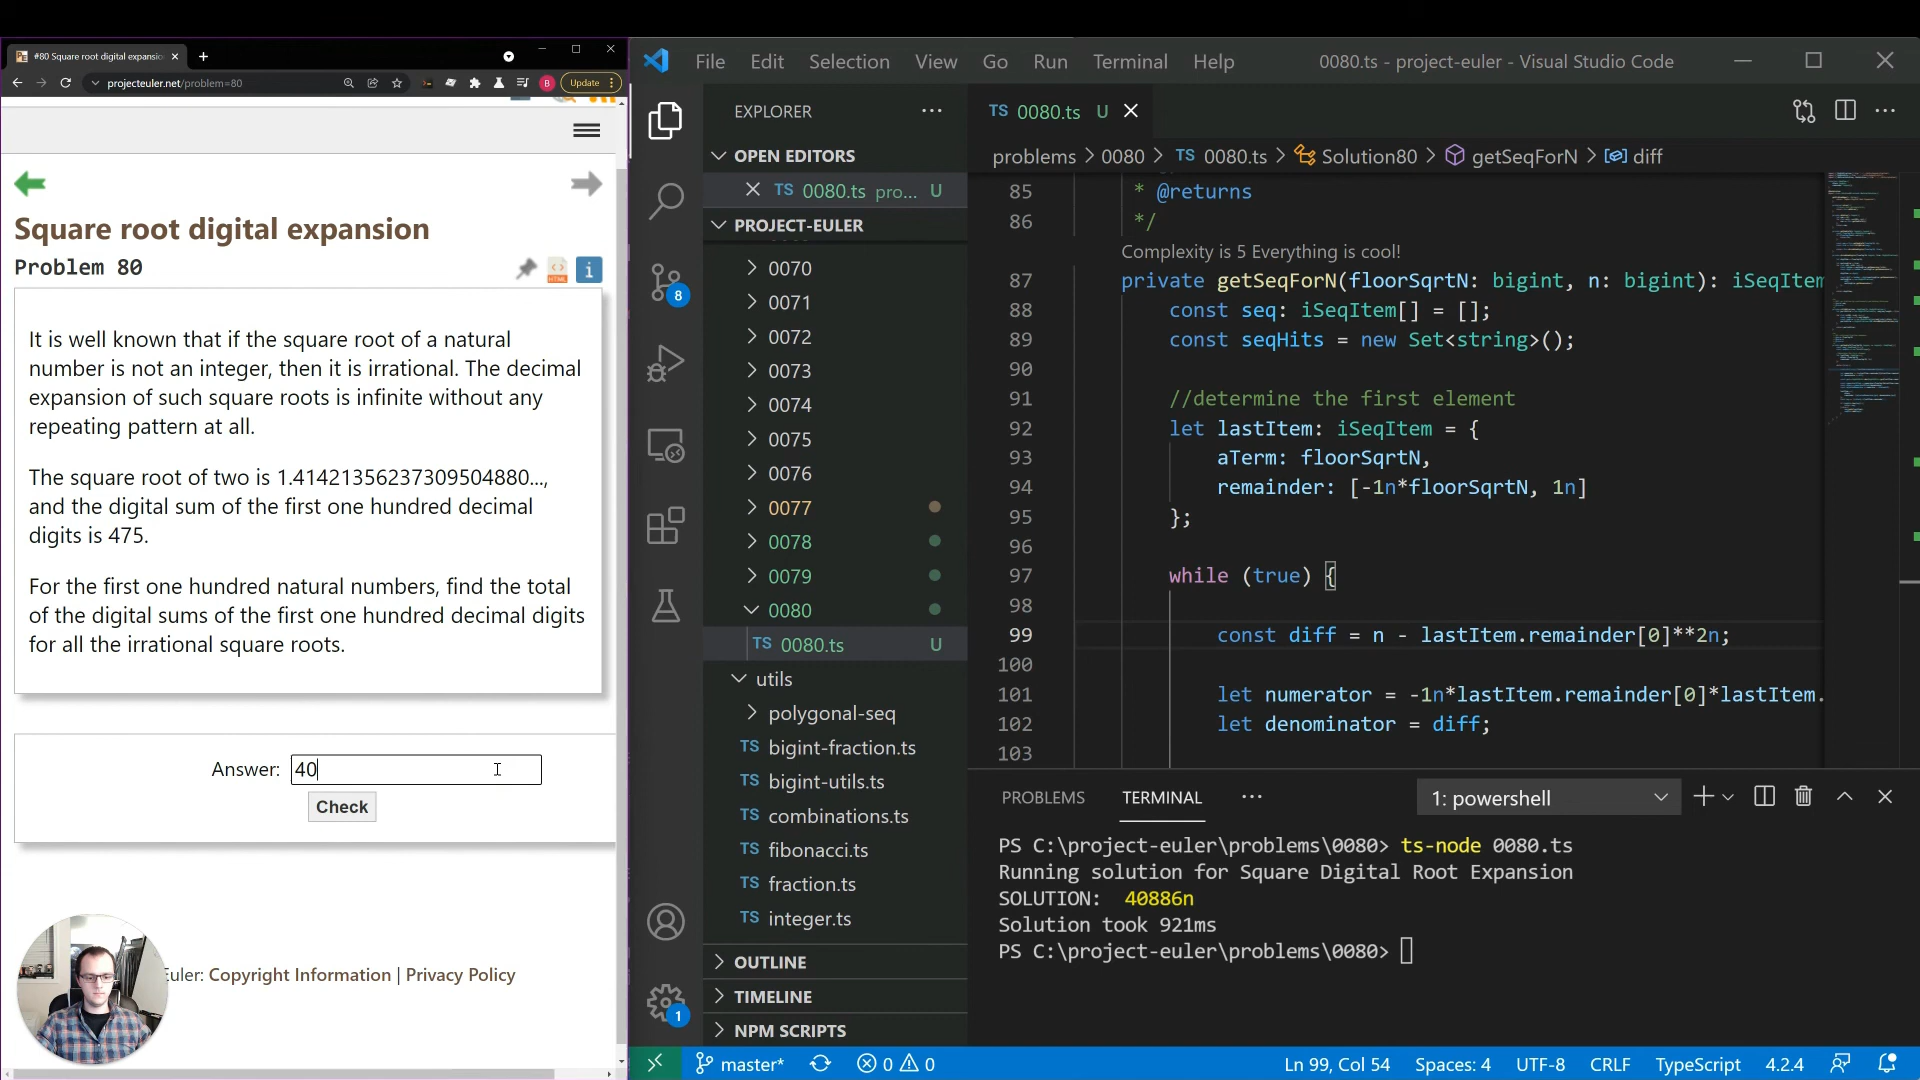 #80 Square root digital expansio
projecteuler.net/problem=80
B
Update
Square root digital expansion
Problem 80
HTML
i
It is well known that if the square root of a natural
number is not an integer, then it is irrational. The decimal
expansion of such square roots is infinite without any
repeating pattern at all.
The square root of two is 1.41421356237309504880...,
and the digital sum of the first one hundred decimal
digits is 475.
For the first one hundred natural numbers, find the total
of the digital sums of the first one hundred decimal digits
for all the irrational square roots.
Answer: 40
Check
Euler: Copyright Information | Privacy Policy
File Edit Selection View Go Run Terminal Help
0080.ts - project-euler - Visual Studio Code
8
1
EXPLORER ...
OPEN EDITORS
TS 0080.ts pro... U
PROJECT-EULER
0070
0071
0072
0073
0074
0075
0076
0077
0078
0079
0080
TS 0080.ts U
utils
polygonal-seq
TS bigint-fraction.ts
TS bigint-utils.ts
TS combinations.ts
TS fibonacci.ts
TS fraction.ts
TS integer.ts
OUTLINE
TIMELINE
NPM SCRIPTS
TS 0080.ts U
problems > 0080 > TS 0080.ts > Solution80 > getSeqForN > diff
85 * @returns
86 */
Complexity is 5 Everything is cool!
87 private getSeqForN(floorSqrtN: bigint, n: bigint): iSeqItem
88 const seq: iSeqItem[] = [];
89 const seqHits = new Set<string>();
90
91 //determine the first element
92 let lastItem: iSeqItem = {
93 aTerm: floorSqrtN,
94 remainder: [-1n*floorSqrtN, 1n]
95 };
96
97 while (true) {
98
99 const diff = n - lastItem.remainder[0]**2n;
100
101 let numerator = -1n*lastItem.remainder[0]*lastItem.
102 let denominator = diff;
103
PROBLEMS TERMINAL ...
1: powershell
PS C:\project-euler\problems\0080> ts-node 0080.ts
Running solution for Square Digital Root Expansion
SOLUTION: 40886n
Solution took 921ms
PS C:\project-euler\problems\0080>
master* 0 0
Ln 99, Col 54 Spaces: 4 UTF-8 CRLF TypeScript 4.2.4